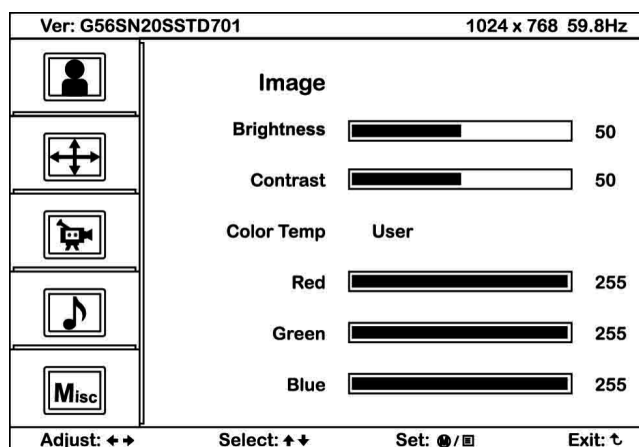 Ver: G56SN20SSTD701 1024 x 768 59.8Hz
Image
Brightness 50
Contrast 50
Color Temp User
Red 255
Green 255
Blue 255
Misc
Adjust: Select: Set: M / Exit: